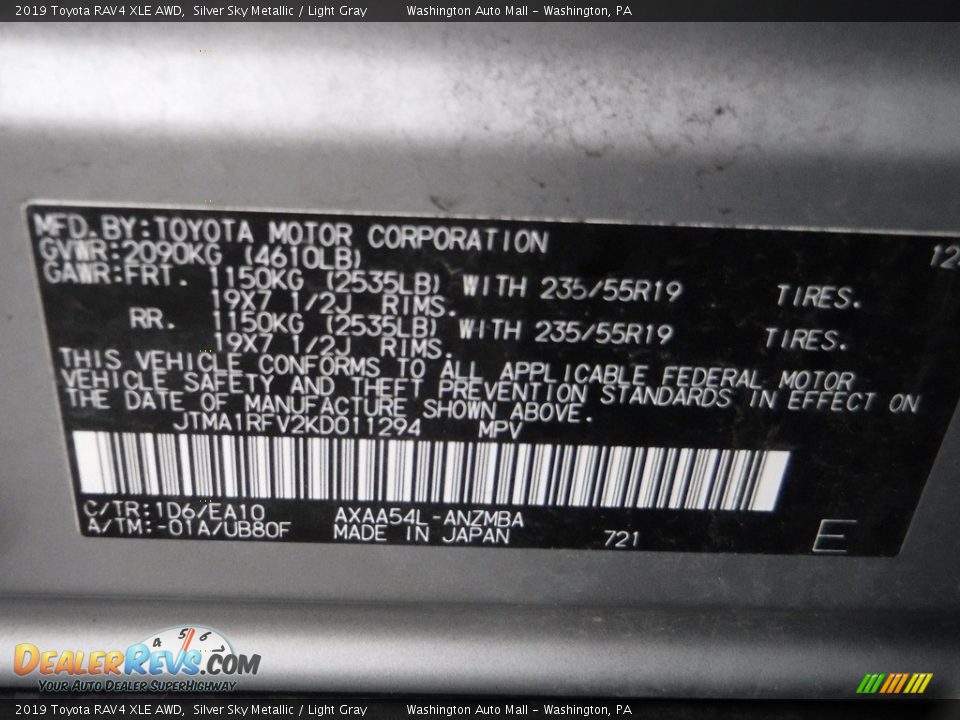 2019 Toyota RAV4 XLE AWD, Silver Sky Metallic / Light Gray Washington Auto Mall - Washington, PA
MFD. BY: TOYOTA MOTOR CORPORATION
GVWR: 2090KG (4610LB)
GAWR: FRT. 1150KG (2535LB) WITH 235/55R19 TIRES.
19X7 1/2J RIMS.
RR. 1150KG (2535LB) WITH 235/55R19 TIRES.
19X7 1/2J RIMS.
THIS VEHICLE CONFORMS TO ALL APPLICABLE FEDERAL MOTOR
VEHICLE SAFETY AND THEFT PREVENTION STANDARDS IN EFFECT ON
THE DATE OF MANUFACTURE SHOWN ABOVE.
JTMA1RFV2KD011294 MPV
C/TR: 1D6/EA10 AXAA54L-ANZMBA
A/TM: -01A/UB80F MADE IN JAPAN 721 E
4 5 6
DEALERREVS.COM
YOUR AUTO DEALER SUPERHIGHWAY
2019 Toyota RAV4 XLE AWD, Silver Sky Metallic / Light Gray Washington Auto Mall - Washington, PA